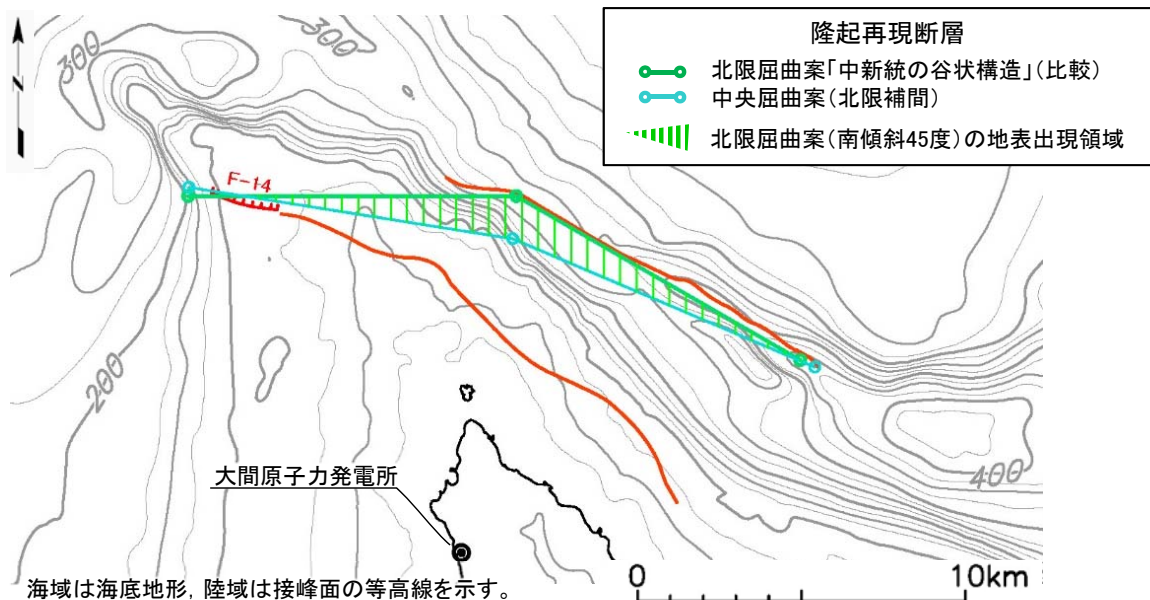 隆起再現断層
北限屈曲案「中新統の谷状構造」(比較)
中央屈曲案(北限補間)
北限屈曲案(南傾斜45度)の地表出現領域
N
300
300
F-14
200
400
大間原子力発電所
海域は海底地形，陸域は接峰面の等高線を示す。
0 10km